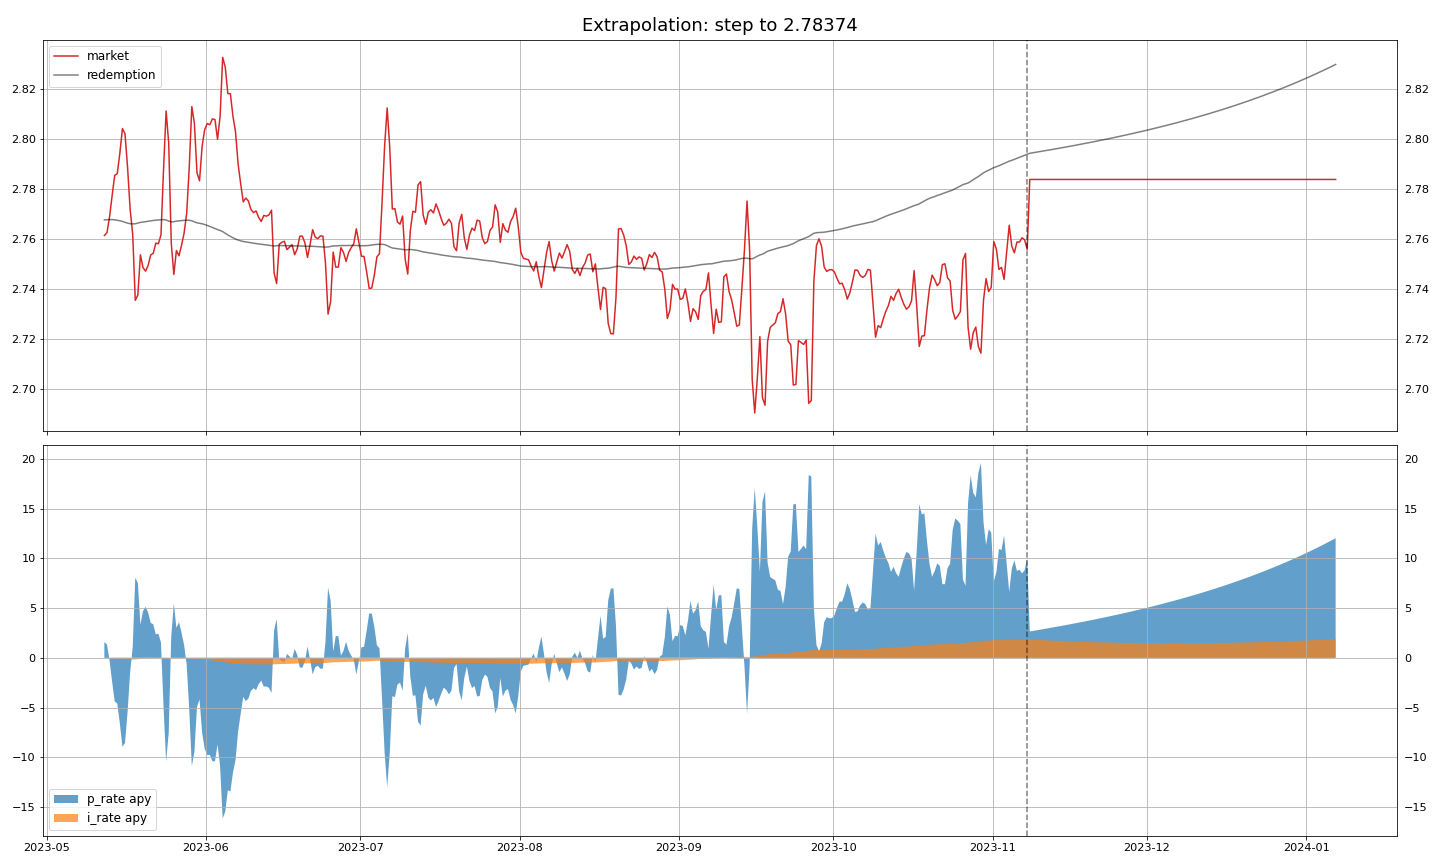 Extrapolation: step to 2.78374
market
redemption
2.82 2.82
2.80 2.80
2.78 2.78
2.76 2.76
2.74 2.74
2.72 2.72
2.70 2.70
20 20
15 15
10 10
5 5
0 0
−5 −5
−10 −10
−15 −15
p_rate apy
i_rate apy
2023-05 2023-06 2023-07 2023-08 2023-09 2023-10 2023-11 2023-12 2024-01